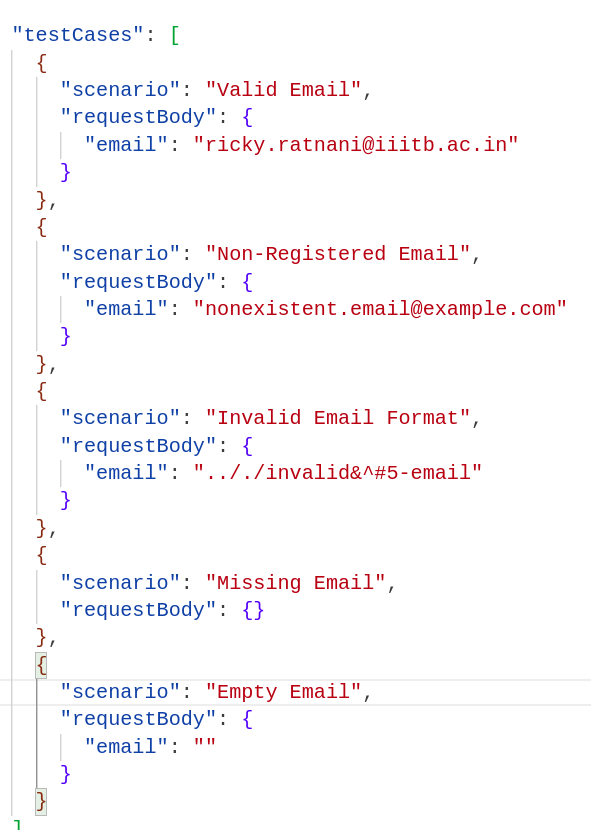 "testCases": [
{
"scenario": "Valid Email",
"requestBody": {
"email": "ricky.ratnani@iiitb.ac.in"
}
},
{
"scenario": "Non-Registered Email",
"requestBody": {
"email": "nonexistent.email@example.com"
}
},
{
"scenario": "Invalid Email Format",
"requestBody": {
"email": ".././invalid&^#5-email"
}
},
{
"scenario": "Missing Email",
"requestBody": {}
},
{
"scenario": "Empty Email",
"requestBody": {
"email": ""
}
}
]